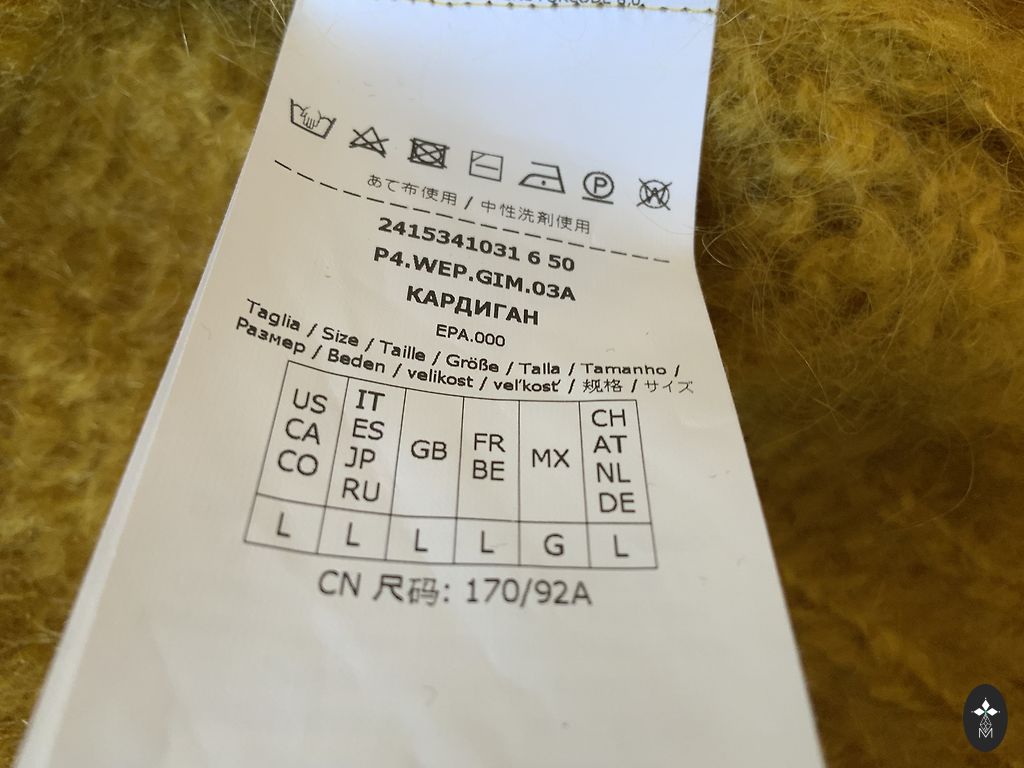 P W
あて布使用 / 中性洗剤使用
2415341031 6 50
P4.WEP.GIM.03A
КАРДИГАН
EPA.000
Taglia / Size / Taille / Größe / Talla / Tamanho /
Размер / Beden / velikost / veľkosť / 规格 / サイズ
US CA CO IT ES JP RU GB FR BE MX CH AT NL DE
L L L L G L
CN 尺码: 170/92A
M